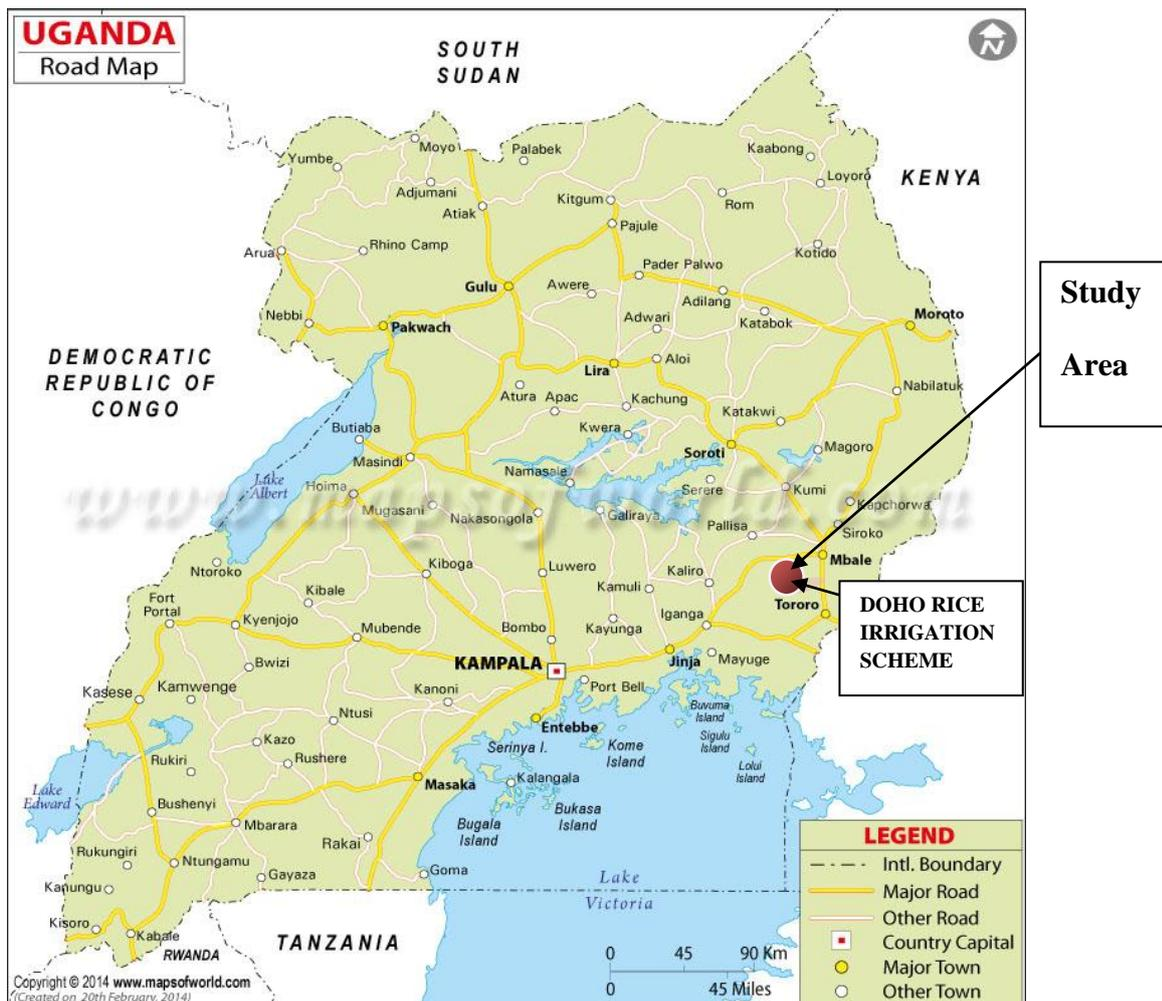 UGANDA
Road Map
SOUTH
SUDAN
N
KENYA
DEMOCRATIC
REPUBLIC OF
CONGO
Yumbe
Moyo
Palabek
Kaabong
Loyoro
Adjumani
Atiak
Kitgum
Rom
Pajule
Arua
Rhino Camp
Kotido
Pader Palwo
Gulu
Awere
Adilang
Nebbi
Pakwach
Adwari
Katabok
Moroto
Lira
Aloi
Nabilatuk
Atura
Apac
Kachung
Katakwi
Butiaba
Kwera
Masindi
Soroti
Magoro
Lake
Albert
Namasale
Hoima
Serere
Kumi
www.mapsofworld.com
Mugasani
Nakasongola
Galiraya
Kapchorwa
Pallisa
Siroko
Mbale
Ntoroko
Kiboga
Luwero
Kaliro
Kamuli
Kibale
Fort
Portal
Tororo
Kyenjojo
Mubende
Bombo
Kayunga
Iganga
Bwizi
KAMPALA
Jinja
Mayuge
Kasese
Kamwenge
Kanoni
Port Bell
Ntusi
Buvuma
Island
Entebbe
Kazo
Serinya I.
Kome
Island
Sigulu
Island
Rukiri
Rushere
Lolui
Island
Lake
Edward
Masaka
Kalangala
Bushenyi
Bukasa
Island
Mbarara
Bugala
Island
Rakai
Rukungiri
Ntungamu
Gayaza
Goma
Kanungu
Lake
Victoria
Kisoro
Kabale
RWANDA
TANZANIA
0 45 90 Km
0 45 Miles
Copyright © 2014 www.mapsofworld.com
(Created on 20th February, 2014)
LEGEND
Intl. Boundary
Major Road
Other Road
Country Capital
Major Town
Other Town
Study
Area
DOHO RICE
IRRIGATION
SCHEME